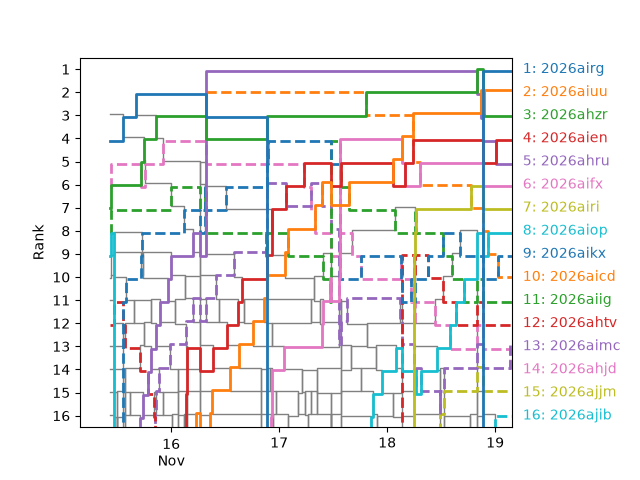 1
2
3
4
5
6
7
8
9
10
11
12
13
14
15
16
Rank
16
17
18
19
Nov
1: 2026airg
2: 2026aiuu
3: 2026ahzr
4: 2026aien
5: 2026ahru
6: 2026aifx
7: 2026airi
8: 2026aiop
9: 2026aikx
10: 2026aicd
11: 2026aiig
12: 2026ahtv
13: 2026aimc
14: 2026ahjd
15: 2026ajjm
16: 2026ajib